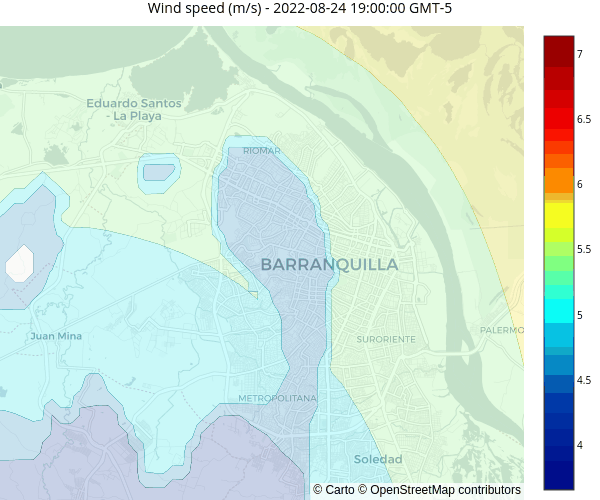 Wind speed (m/s) - 2022-08-24 19:00:00 GMT-5
7
6.5
6
5.5
5
4.5
4
Eduardo Santos
- La Playa
RIOMAR
BARRANQUILLA
PALERMO
Juan Mina
SURORIENTE
METROPOLITANA
Soledad
© Carto © OpenStreetMap contributors